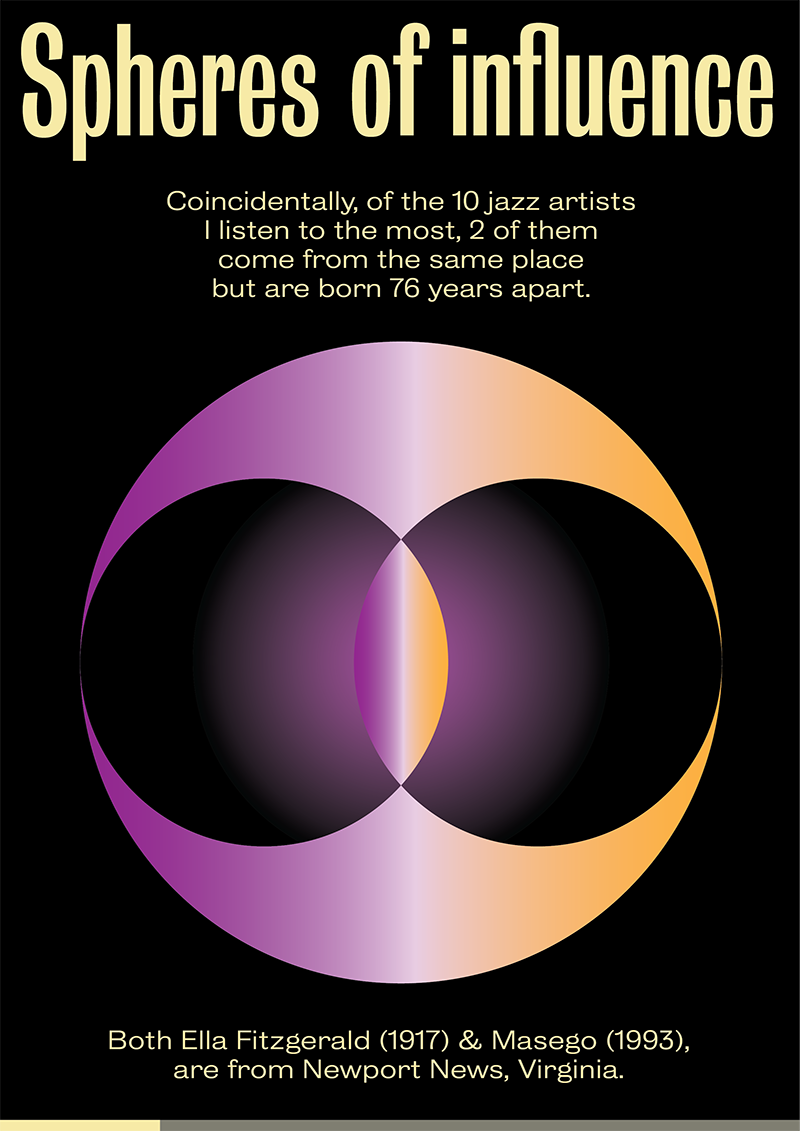 Spheres of influence
Coincidentally, of the 10 jazz artists
I listen to the most, 2 of them
come from the same place
but are born 76 years apart.
Both Ella Fitzgerald (1917) & Masego (1993),
are from Newport News, Virginia.